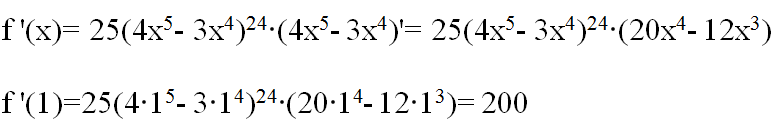 f '(x)= 25(4x⁵- 3x⁴)²⁴·(4x⁵- 3x⁴)'= 25(4x⁵- 3x⁴)²⁴·(20x⁴- 12x³)
f '(1)=25(4·1⁵- 3·1⁴)²⁴·(20·1⁴- 12·1³)= 200